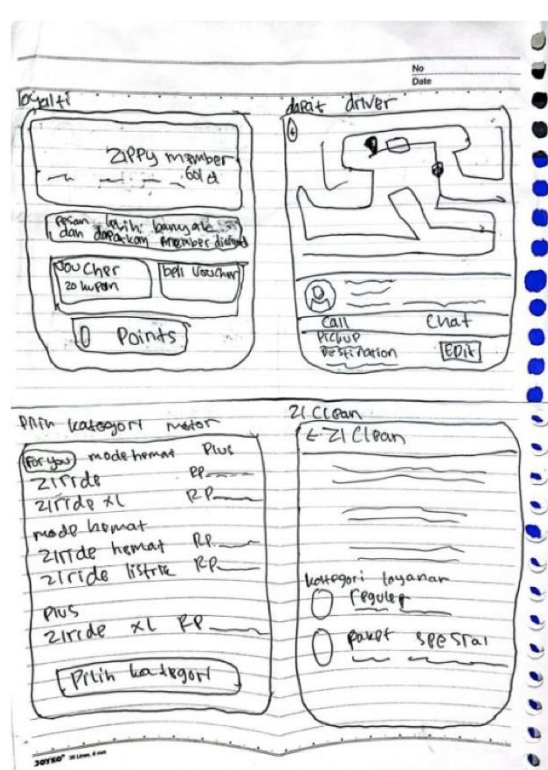 No
Date
loyalti
Zippy member
Gold
pesan lebih banyak
dan dapatkan member diamond
Voucher
20 kupon
beli Voucher
0 Points
dapat driver
Call
Chat
Pickup
Destination
EDit
pilih kategori motor
For you
mode hemat
Plus
ZIride
RP
ZIride XL
RP
mode hemat
ZIride hemat
RP
ZIride listrik
RP
Plus
ZIride XL
RP
Pilih kategori
ZI Clean
← ZI Clean
kategori layanan
reguler
paket spesial
JOYKO